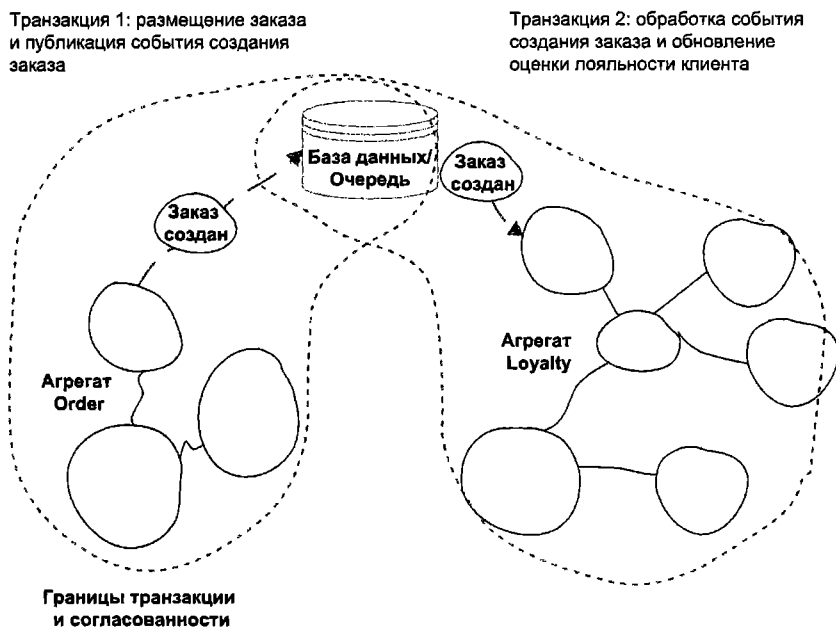 Транзакция 1: размещение заказа
и публикация события создания
заказа
Транзакция 2: обработка события
создания заказа и обновление
оценки лояльности клиента
База данных/
Очередь
Заказ
создан
Заказ
создан
Агрегат
Order
Агрегат
Loyalty
Границы транзакции
и согласованности